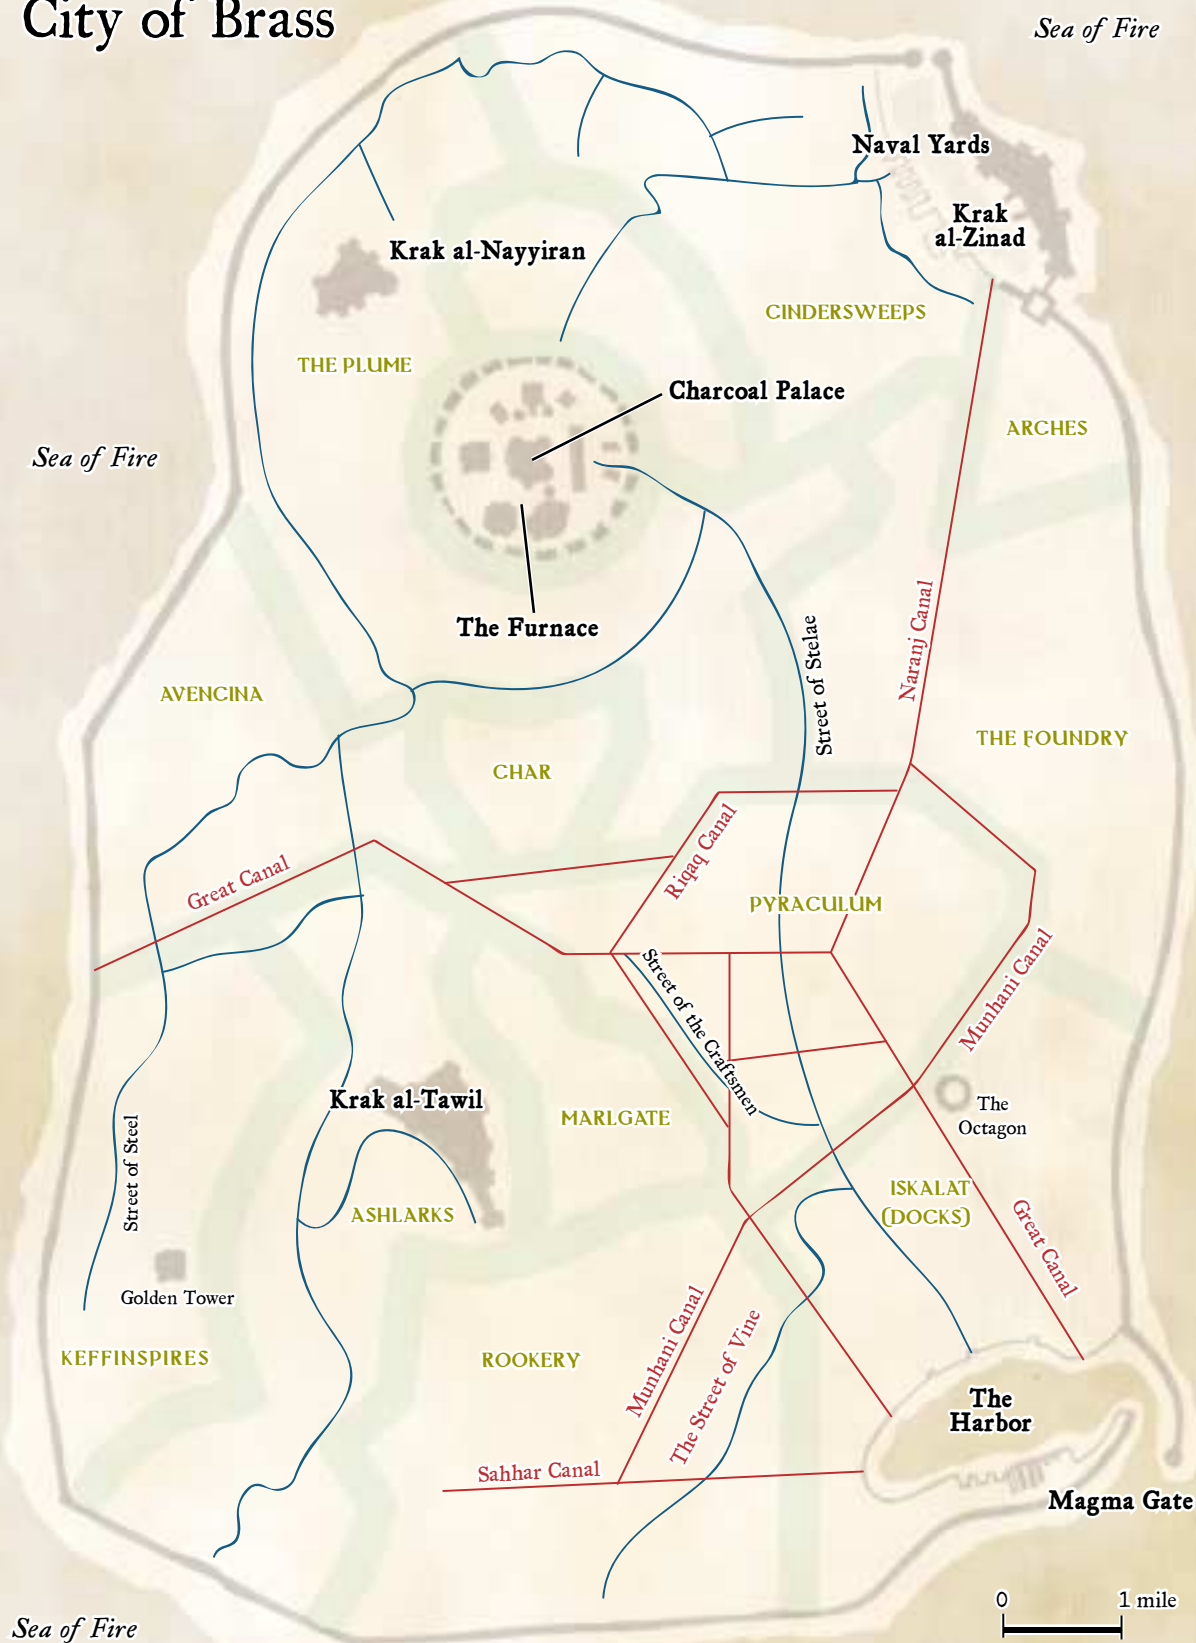 City of Brass
Sea of Fire
Naval Yards
Krak
al-Zinad
Krak al-Nayyiran
CINDERSWEEPS
THE PLUME
Charcoal Palace
ARCHES
Sea of Fire
The Furnace
Naranj Canal
Street of Stelae
AVENCINA
THE FOUNDRY
CHAR
Riqaq Canal
Great Canal
PYRACULUM
Street of the Craftsmen
Munhani Canal
Krak al-Tawil
MARLGATE
The
Octagon
Street of Steel
ASHLARKS
ISKALAT
(DOCKS)
Great Canal
Golden Tower
KEFFINSPIRES
ROOKERY
Munhani Canal
The Street of Vine
The
Harbor
Sahhar Canal
Magma Gate
0 1 mile
Sea of Fire